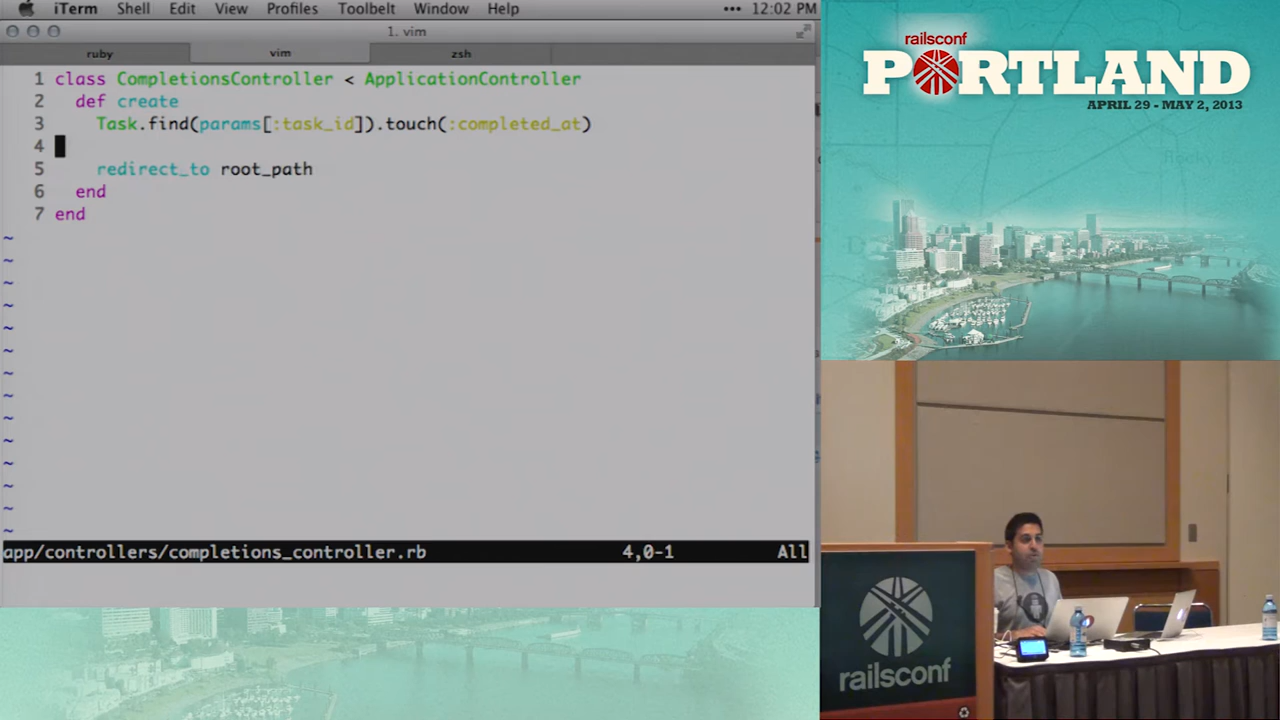 iTerm Shell Edit View Profiles Toolbelt Window Help ••• 12:02 PM
1. vim
ruby vim zsh
1 class CompletionsController < ApplicationController
2 def create
3 Task.find(params[:task_id]).touch(:completed_at)
4
5 redirect_to root_path
6 end
7 end
~
~
~
~
~
~
~
~
~
~
~
~
~
~
app/controllers/completions_controller.rb 4,0-1 All
railsconf
PORTLAND
APRIL 29 - MAY 2, 2013
railsconf